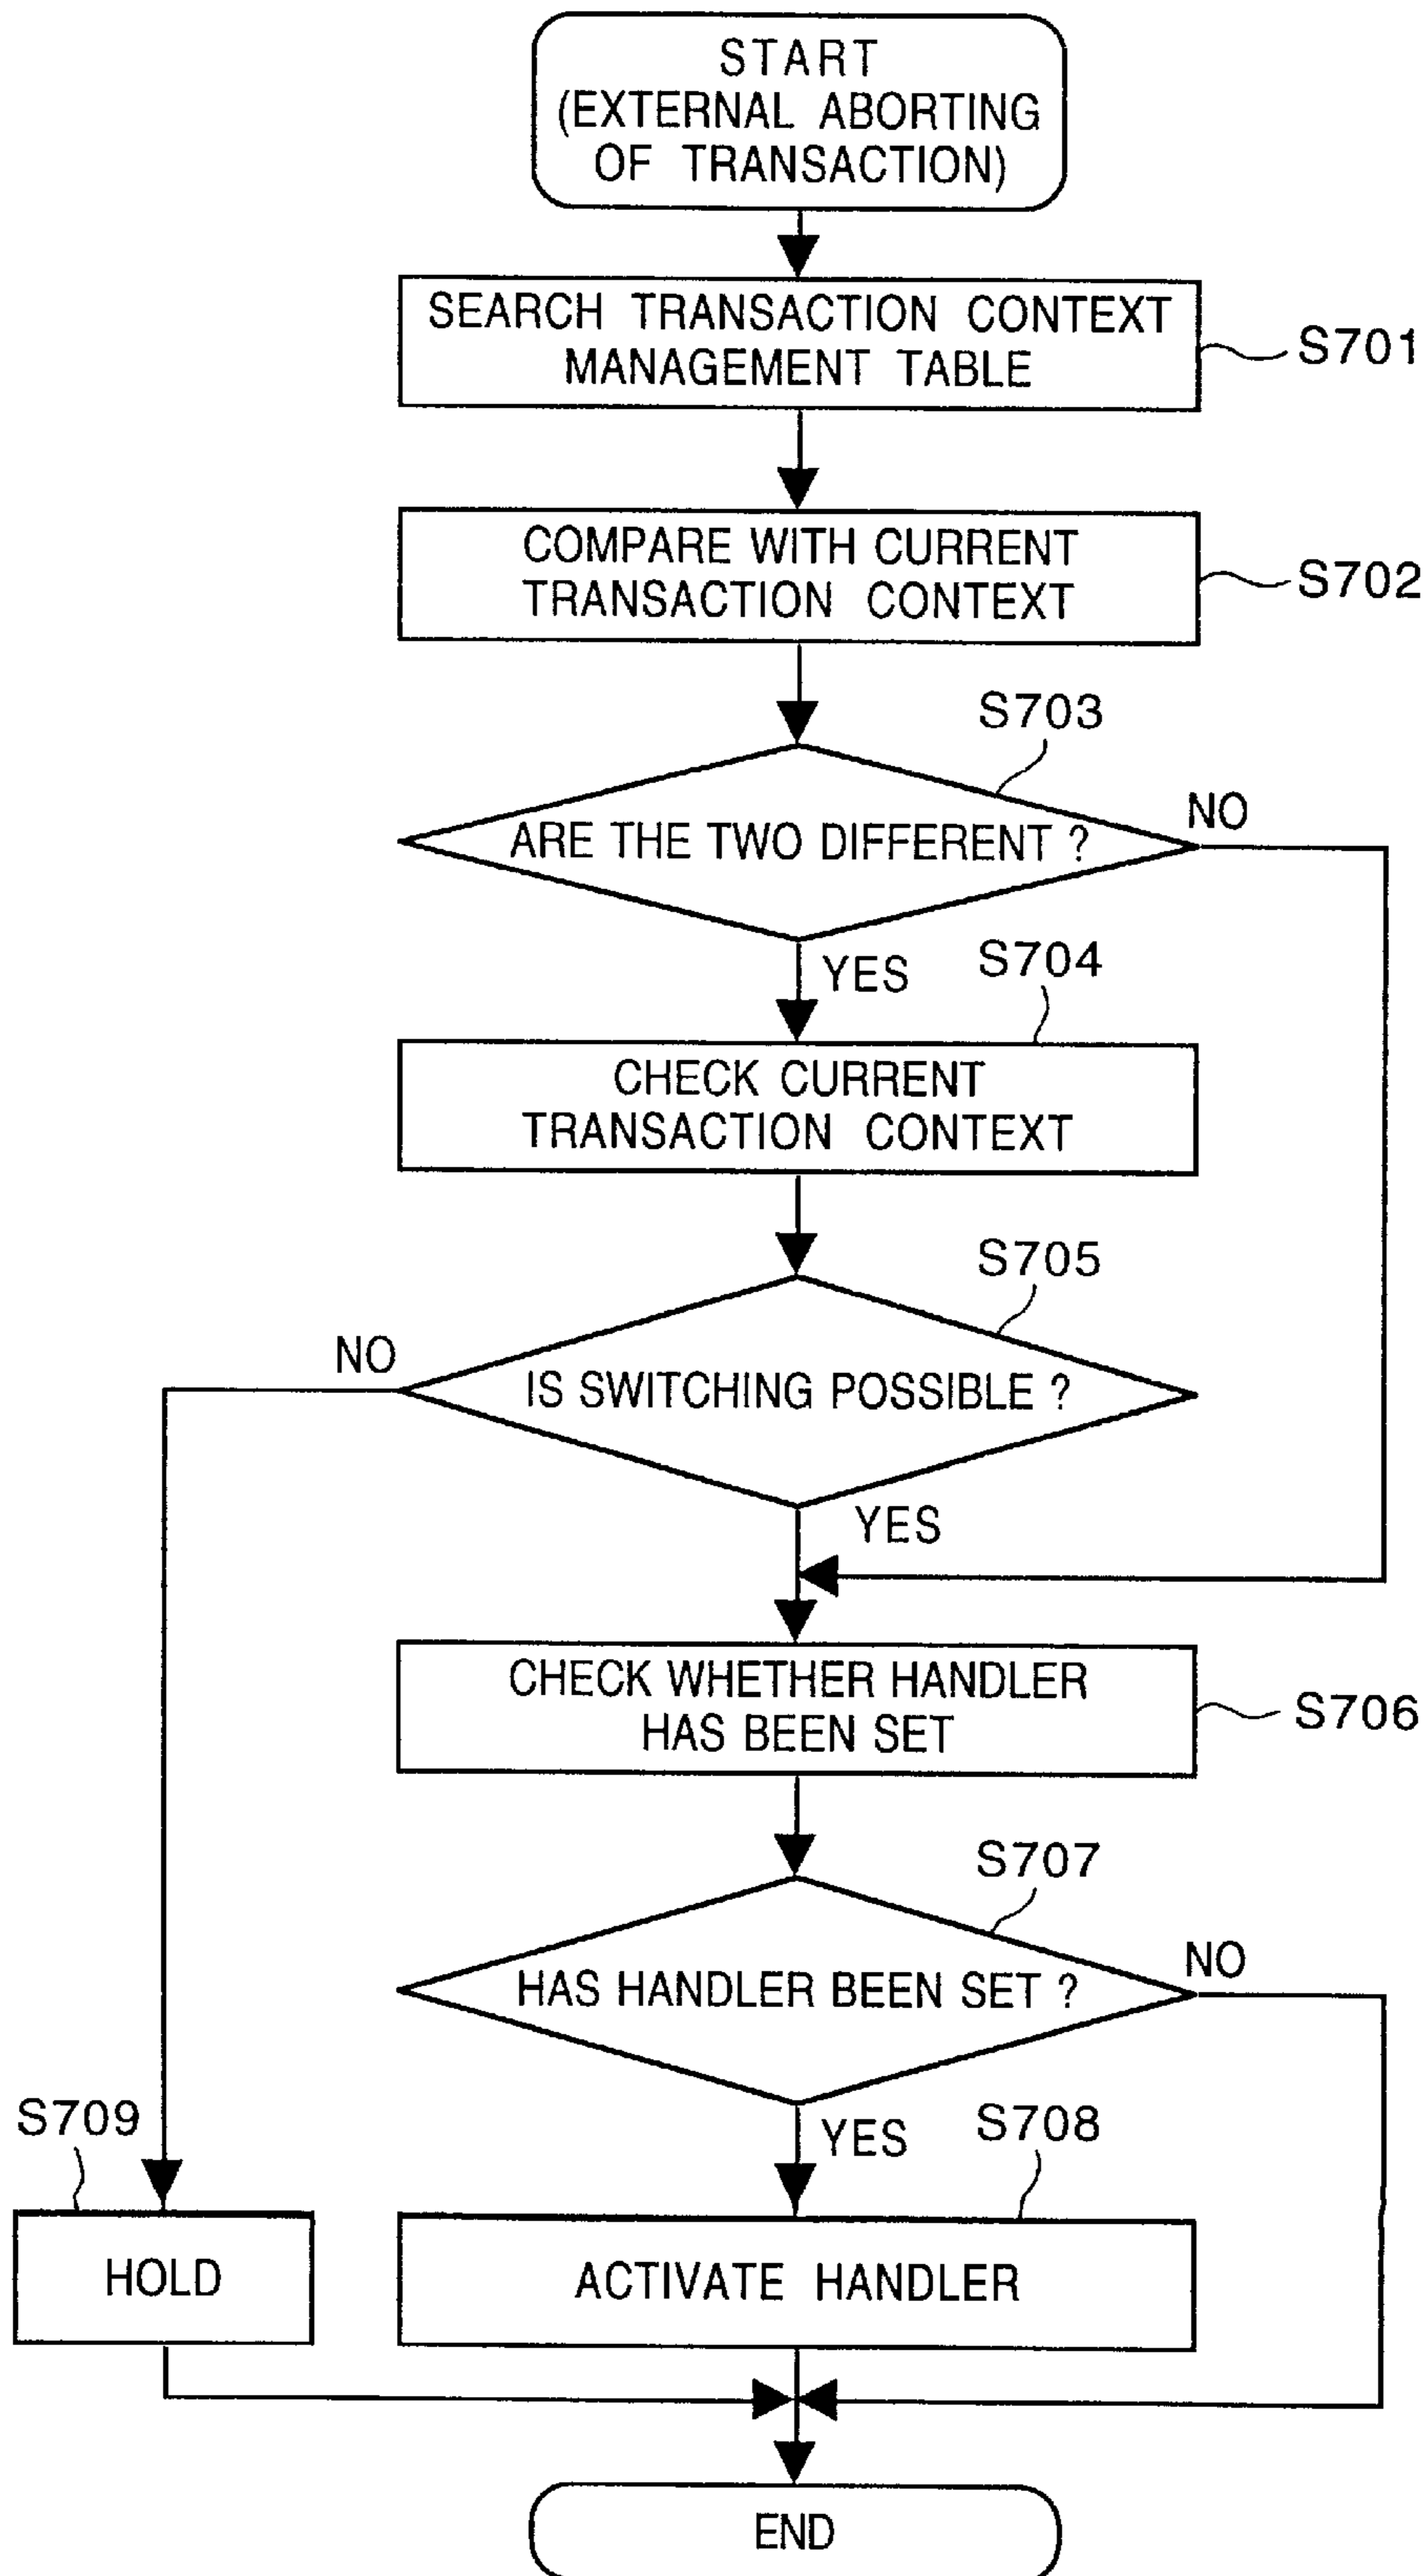 START
(EXTERNAL ABORTING
OF TRANSACTION)
SEARCH TRANSACTION CONTEXT
MANAGEMENT TABLE
S701
COMPARE WITH CURRENT
TRANSACTION CONTEXT
S702
S703
ARE THE TWO DIFFERENT ?
NO
YES
S704
CHECK CURRENT
TRANSACTION CONTEXT
S705
NO
IS SWITCHING POSSIBLE ?
YES
CHECK WHETHER HANDLER
HAS BEEN SET
S706
S707
HAS HANDLER BEEN SET ?
NO
YES
S708
S709
HOLD
ACTIVATE HANDLER
END